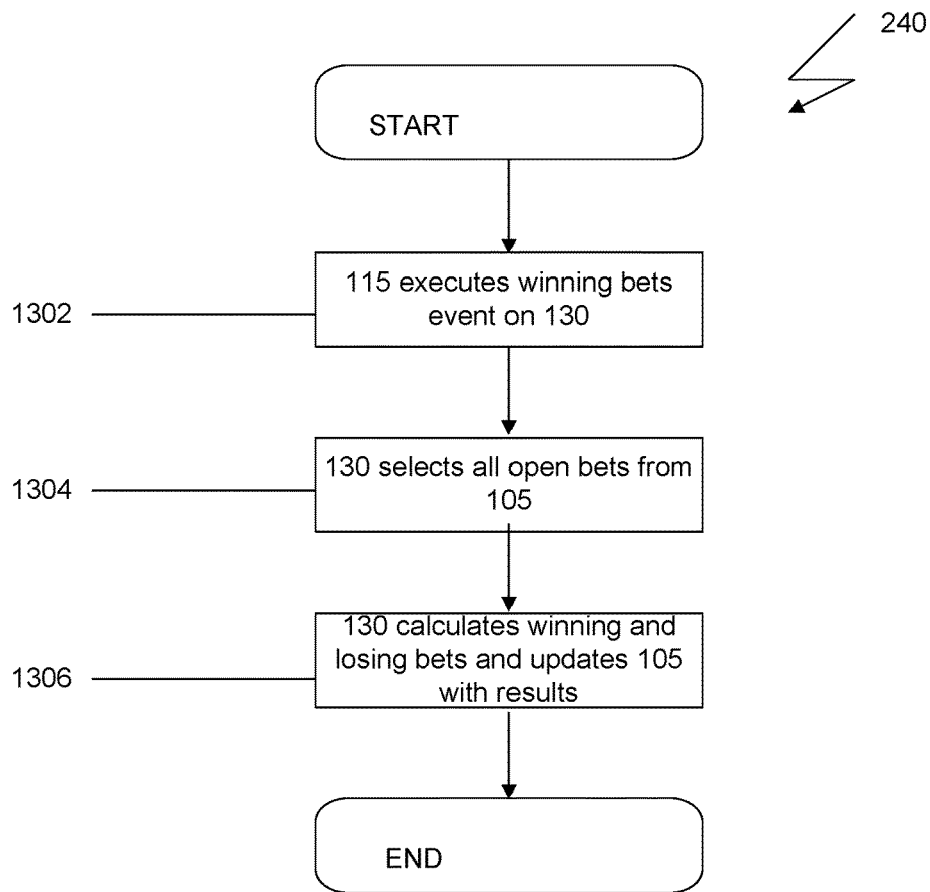 240
START
115 executes winning bets
event on 130
1302
130 selects all open bets from
105
1304
130 calculates winning and
losing bets and updates 105
with results
1306
END